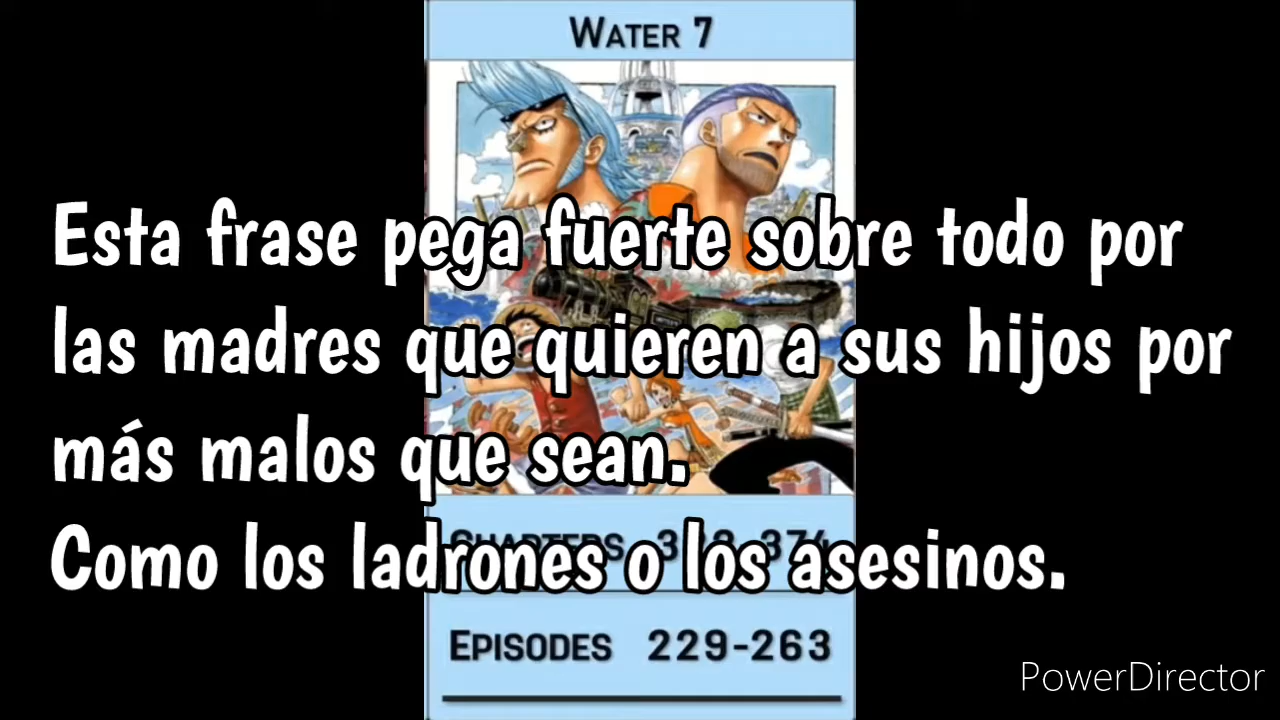 WATER 7
Esta frase pega fuerte sobre todo por
las madres que quieren a sus hijos por
más malos que sean.
Como los ladrones o los asesinos.
EPISODES 229-263
PowerDirector